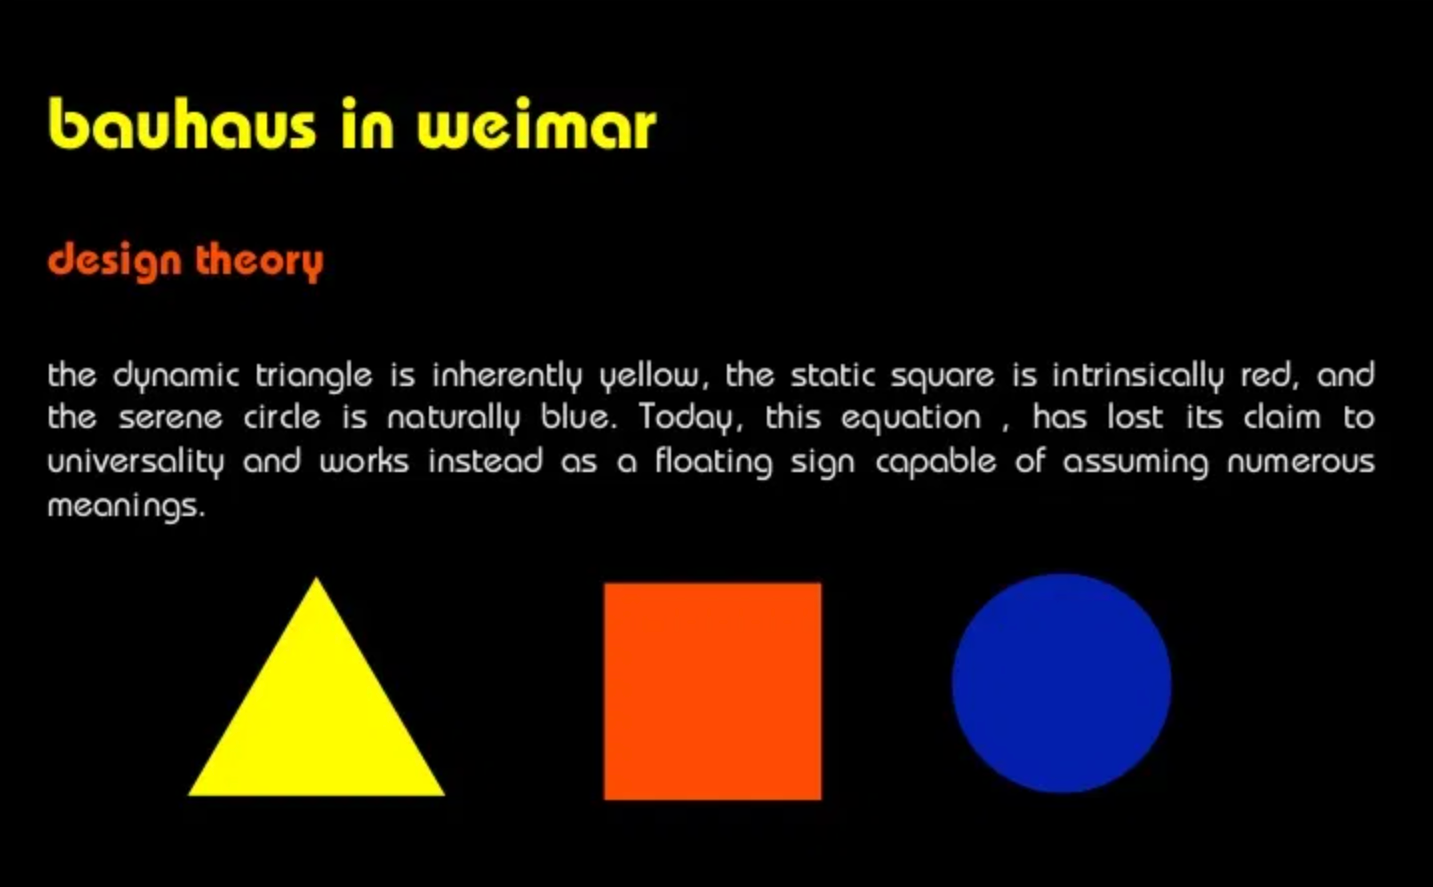 bauhaus in weimar
design theory
the dynamic triangle is inherently yellow, the static square is intrinsically red, and
the serene circle is naturally blue. Today, this equation , has lost its claim to
universality and works instead as a floating sign capable of assuming numerous
meanings.